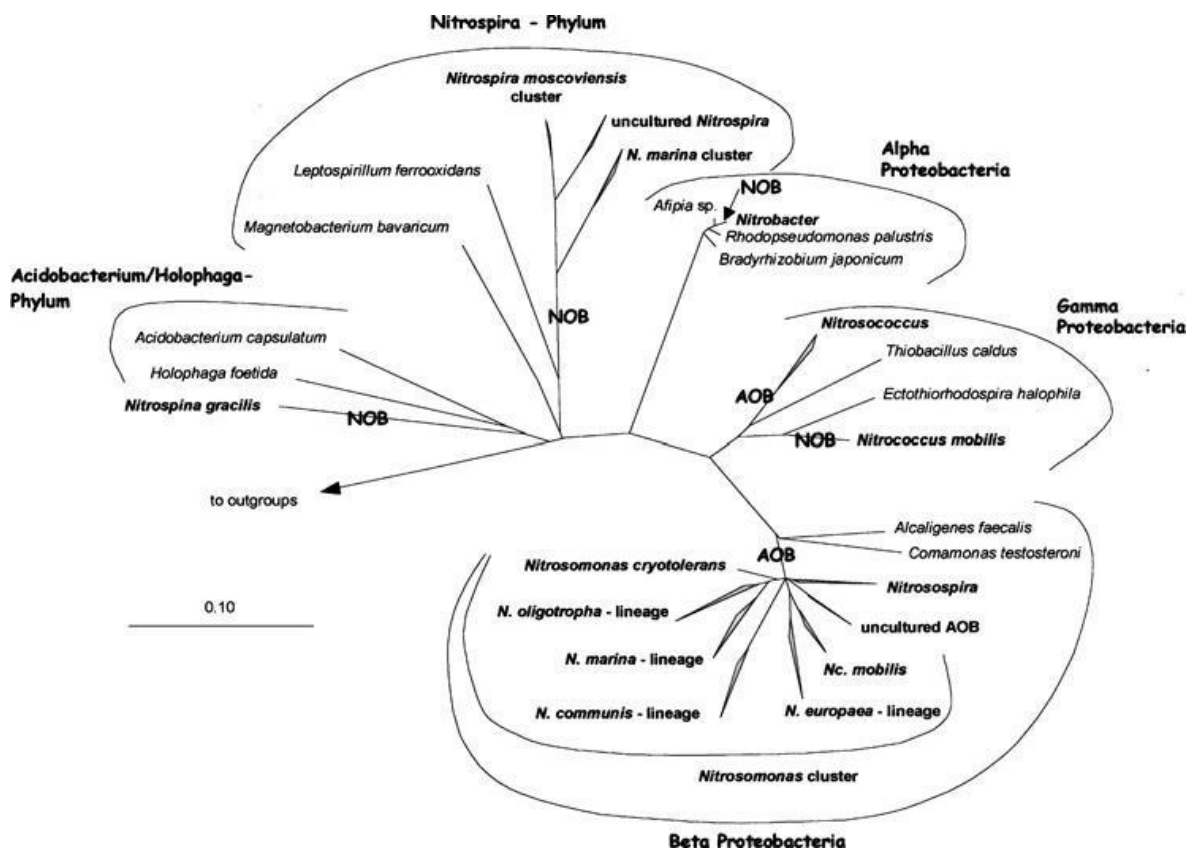 Nitrospira - Phylum
Nitrospira moscoviensis
cluster
uncultured Nitrospira
N. marina cluster
Leptospirillum ferrooxidans
Magnetobacterium bavaricum
NOB
Alpha
Proteobacteria
NOB
Afipia sp.
Nitrobacter
Rhodopseudomonas palustris
Bradyrhizobium japonicum
Acidobacterium/Holophaga-
Phylum
Acidobacterium capsulatum
Holophaga foetida
Nitrospina gracilis
NOB
to outgroups
Gamma
Proteobacteria
Nitrosococcus
Thiobacillus caldus
AOB
Ectothiorhodospira halophila
NOB
Nitrococcus mobilis
Alcaligenes faecalis
Comamonas testosteroni
AOB
Nitrosomonas cryotolerans
Nitrosospira
N. oligotropha - lineage
uncultured AOB
N. marina - lineage
Nc. mobilis
N. communis - lineage
N. europaea - lineage
Nitrosomonas cluster
Beta Proteobacteria
0.10